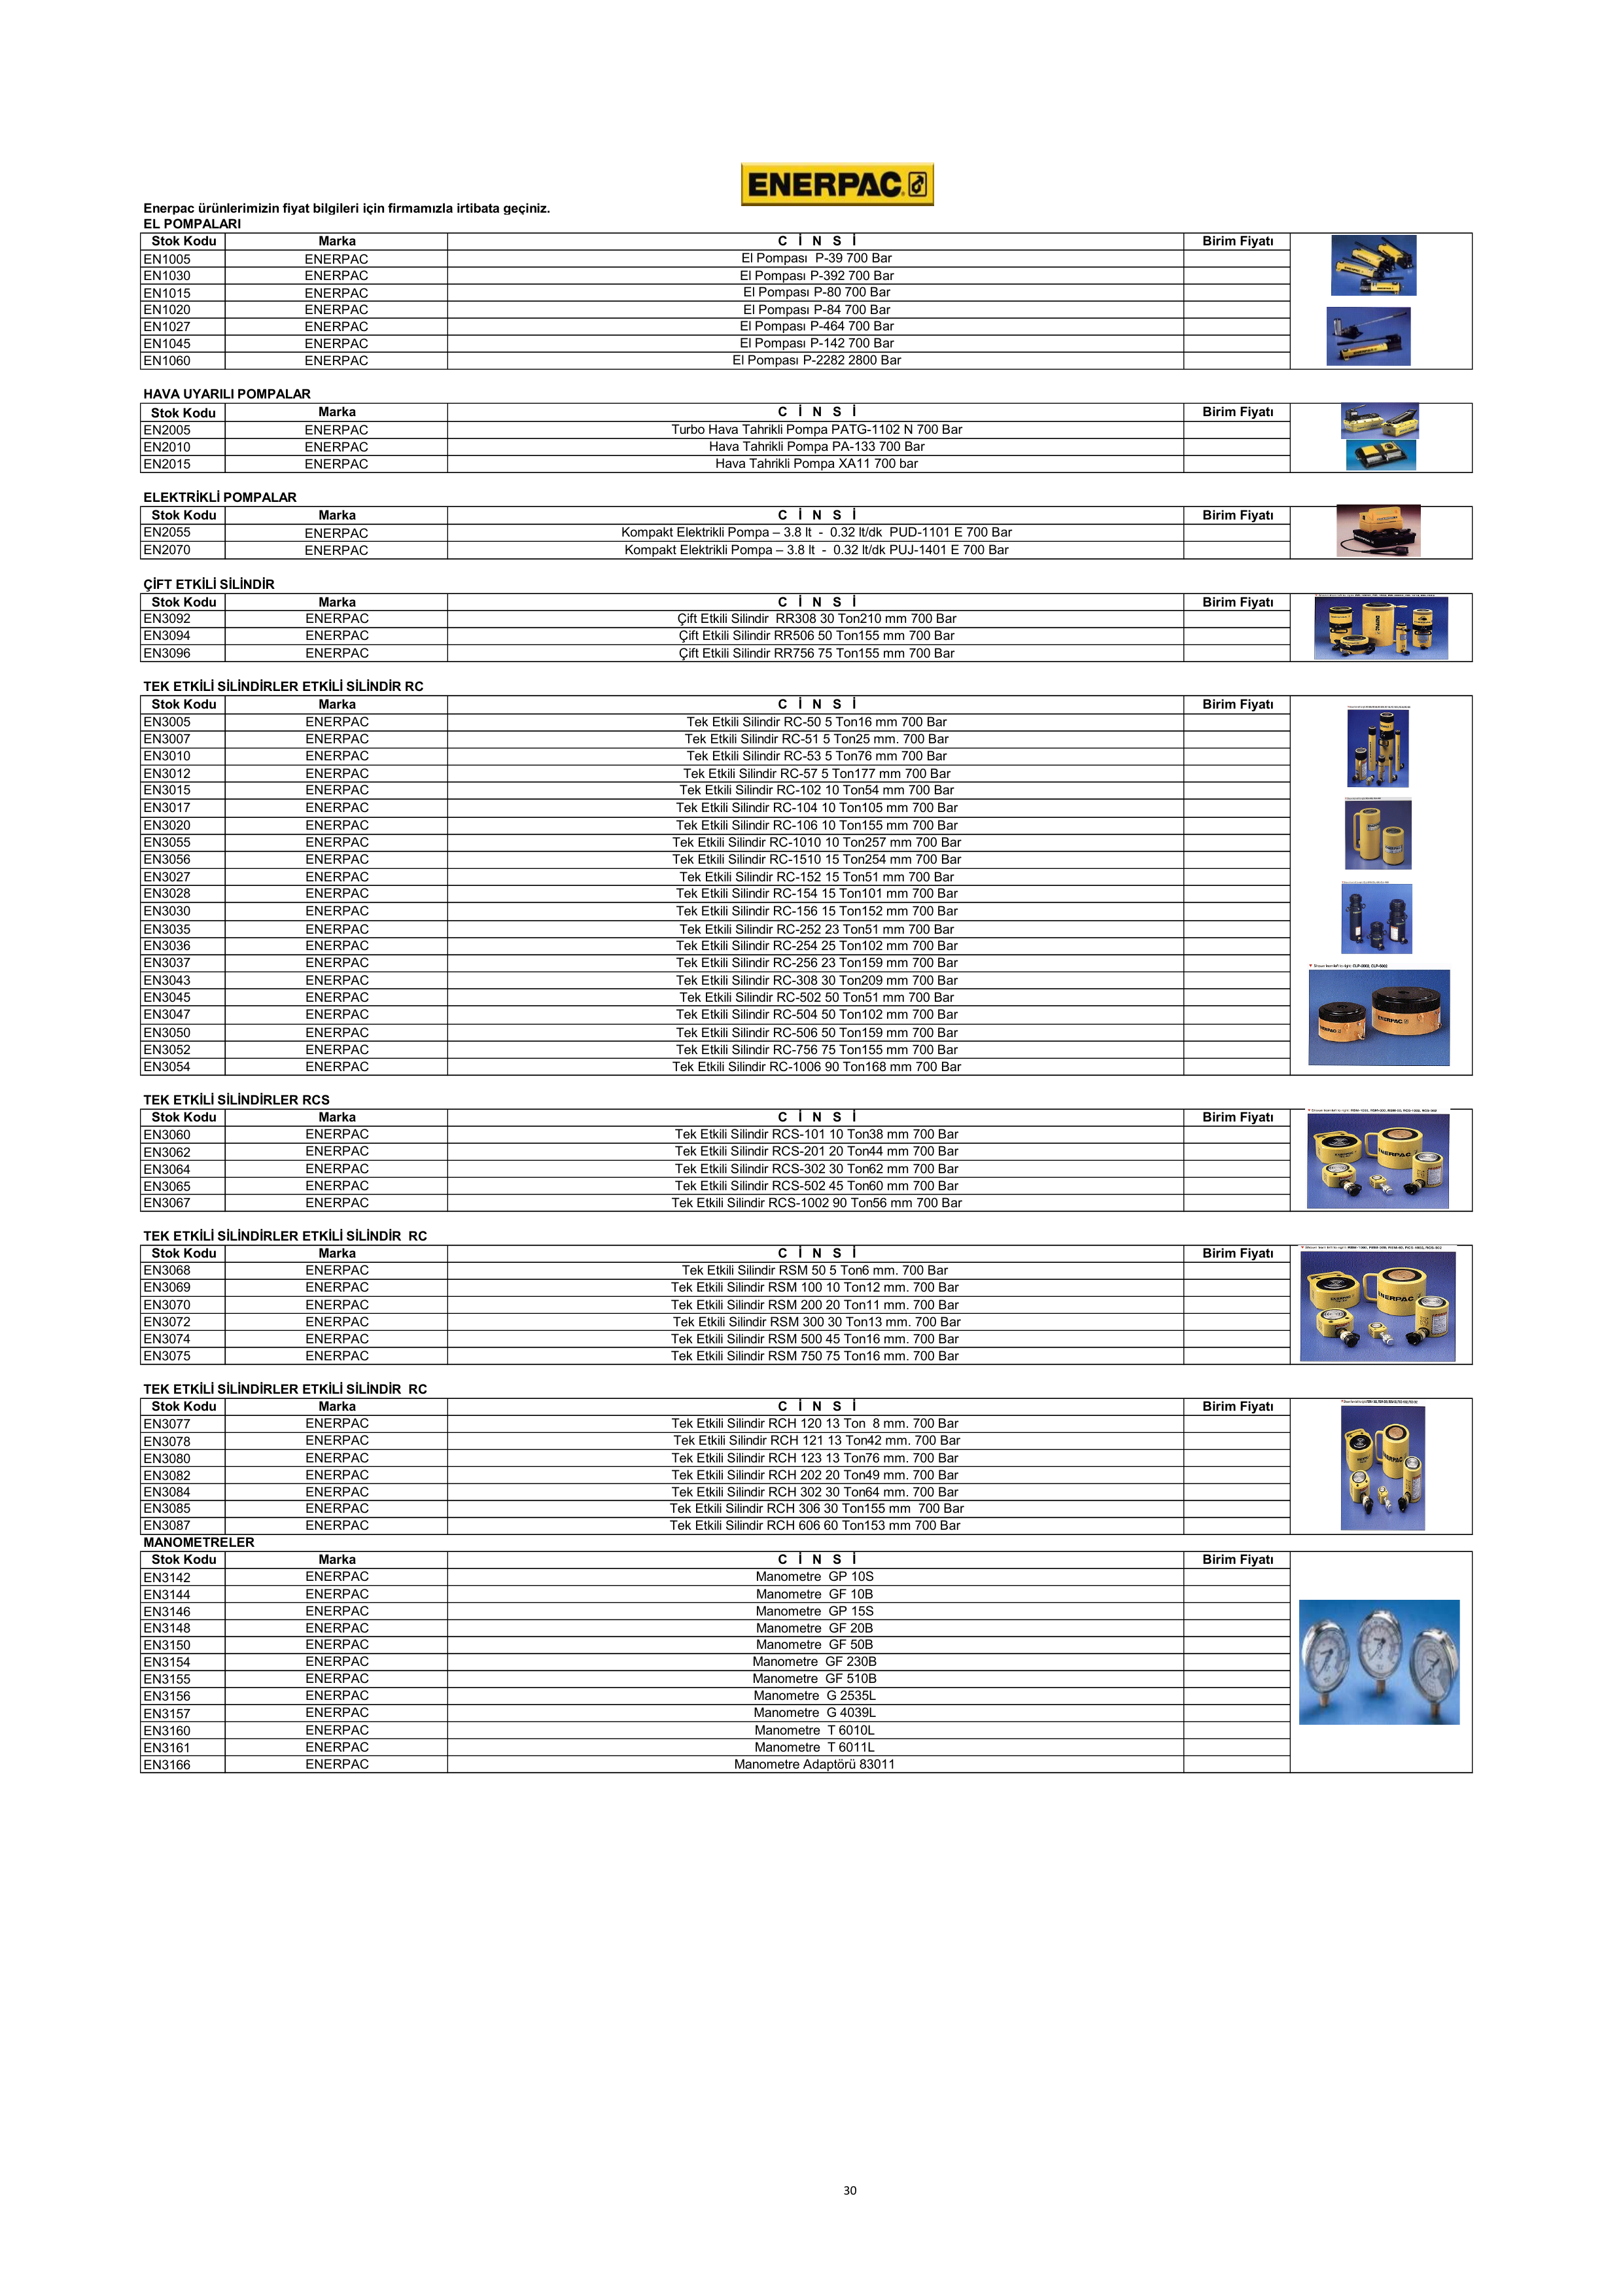 ENERPAC
Enerpac ürünlerimizin fiyat bilgileri için firmamızla irtibata geçiniz.
EL POMPALARI
Stok Kodu Marka C İ N S İ Birim Fiyatı
EN1005 ENERPAC El Pompası P-39 700 Bar
EN1030 ENERPAC El Pompası P-392 700 Bar
EN1015 ENERPAC El Pompası P-80 700 Bar
EN1020 ENERPAC El Pompası P-84 700 Bar
EN1027 ENERPAC El Pompası P-464 700 Bar
EN1045 ENERPAC El Pompası P-142 700 Bar
EN1060 ENERPAC El Pompası P-2282 2800 Bar
HAVA UYARILI POMPALAR
Stok Kodu Marka C İ N S İ Birim Fiyatı
EN2005 ENERPAC Turbo Hava Tahrikli Pompa PATG-1102 N 700 Bar
EN2010 ENERPAC Hava Tahrikli Pompa PA-133 700 Bar
EN2015 ENERPAC Hava Tahrikli Pompa XA11 700 bar
ELEKTRİKLİ POMPALAR
Stok Kodu Marka C İ N S İ Birim Fiyatı
EN2055 ENERPAC Kompakt Elektrikli Pompa – 3.8 lt - 0.32 lt/dk PUD-1101 E 700 Bar
EN2070 ENERPAC Kompakt Elektrikli Pompa – 3.8 lt - 0.32 lt/dk PUJ-1401 E 700 Bar
ÇİFT ETKİLİ SİLİNDİR
Stok Kodu Marka C İ N S İ Birim Fiyatı
EN3092 ENERPAC Çift Etkili Silindir RR308 30 Ton210 mm 700 Bar
EN3094 ENERPAC Çift Etkili Silindir RR506 50 Ton155 mm 700 Bar
EN3096 ENERPAC Çift Etkili Silindir RR756 75 Ton155 mm 700 Bar
TEK ETKİLİ SİLİNDİRLER ETKİLİ SİLİNDİR RC
Stok Kodu Marka C İ N S İ Birim Fiyatı
EN3005 ENERPAC Tek Etkili Silindir RC-50 5 Ton16 mm 700 Bar
EN3007 ENERPAC Tek Etkili Silindir RC-51 5 Ton25 mm. 700 Bar
EN3010 ENERPAC Tek Etkili Silindir RC-53 5 Ton76 mm 700 Bar
EN3012 ENERPAC Tek Etkili Silindir RC-57 5 Ton177 mm 700 Bar
EN3015 ENERPAC Tek Etkili Silindir RC-102 10 Ton54 mm 700 Bar
EN3017 ENERPAC Tek Etkili Silindir RC-104 10 Ton105 mm 700 Bar
EN3020 ENERPAC Tek Etkili Silindir RC-106 10 Ton155 mm 700 Bar
EN3055 ENERPAC Tek Etkili Silindir RC-1010 10 Ton257 mm 700 Bar
EN3056 ENERPAC Tek Etkili Silindir RC-1510 15 Ton254 mm 700 Bar
EN3027 ENERPAC Tek Etkili Silindir RC-152 15 Ton51 mm 700 Bar
EN3028 ENERPAC Tek Etkili Silindir RC-154 15 Ton101 mm 700 Bar
EN3030 ENERPAC Tek Etkili Silindir RC-156 15 Ton152 mm 700 Bar
EN3035 ENERPAC Tek Etkili Silindir RC-252 23 Ton51 mm 700 Bar
EN3036 ENERPAC Tek Etkili Silindir RC-254 25 Ton102 mm 700 Bar
EN3037 ENERPAC Tek Etkili Silindir RC-256 23 Ton159 mm 700 Bar
EN3043 ENERPAC Tek Etkili Silindir RC-308 30 Ton209 mm 700 Bar
EN3045 ENERPAC Tek Etkili Silindir RC-502 50 Ton51 mm 700 Bar
EN3047 ENERPAC Tek Etkili Silindir RC-504 50 Ton102 mm 700 Bar
EN3050 ENERPAC Tek Etkili Silindir RC-506 50 Ton159 mm 700 Bar
EN3052 ENERPAC Tek Etkili Silindir RC-756 75 Ton155 mm 700 Bar
EN3054 ENERPAC Tek Etkili Silindir RC-1006 90 Ton168 mm 700 Bar
TEK ETKİLİ SİLİNDİRLER RCS
Stok Kodu Marka C İ N S İ Birim Fiyatı
EN3060 ENERPAC Tek Etkili Silindir RCS-101 10 Ton38 mm 700 Bar
EN3062 ENERPAC Tek Etkili Silindir RCS-201 20 Ton44 mm 700 Bar
EN3064 ENERPAC Tek Etkili Silindir RCS-302 30 Ton62 mm 700 Bar
EN3065 ENERPAC Tek Etkili Silindir RCS-502 45 Ton60 mm 700 Bar
EN3067 ENERPAC Tek Etkili Silindir RCS-1002 90 Ton56 mm 700 Bar
TEK ETKİLİ SİLİNDİRLER ETKİLİ SİLİNDİR RC
Stok Kodu Marka C İ N S İ Birim Fiyatı
EN3068 ENERPAC Tek Etkili Silindir RSM 50 5 Ton6 mm. 700 Bar
EN3069 ENERPAC Tek Etkili Silindir RSM 100 10 Ton12 mm. 700 Bar
EN3070 ENERPAC Tek Etkili Silindir RSM 200 20 Ton11 mm. 700 Bar
EN3072 ENERPAC Tek Etkili Silindir RSM 300 30 Ton13 mm. 700 Bar
EN3074 ENERPAC Tek Etkili Silindir RSM 500 45 Ton16 mm. 700 Bar
EN3075 ENERPAC Tek Etkili Silindir RSM 750 75 Ton16 mm. 700 Bar
TEK ETKİLİ SİLİNDİRLER ETKİLİ SİLİNDİR RC
Stok Kodu Marka C İ N S İ Birim Fiyatı
EN3077 ENERPAC Tek Etkili Silindir RCH 120 13 Ton 8 mm. 700 Bar
EN3078 ENERPAC Tek Etkili Silindir RCH 121 13 Ton42 mm. 700 Bar
EN3080 ENERPAC Tek Etkili Silindir RCH 123 13 Ton76 mm. 700 Bar
EN3082 ENERPAC Tek Etkili Silindir RCH 202 20 Ton49 mm. 700 Bar
EN3084 ENERPAC Tek Etkili Silindir RCH 302 30 Ton64 mm. 700 Bar
EN3085 ENERPAC Tek Etkili Silindir RCH 306 30 Ton155 mm 700 Bar
EN3087 ENERPAC Tek Etkili Silindir RCH 606 60 Ton153 mm 700 Bar
MANOMETRELER
Stok Kodu Marka C İ N S İ Birim Fiyatı
EN3142 ENERPAC Manometre GP 10S
EN3144 ENERPAC Manometre GF 10B
EN3146 ENERPAC Manometre GP 15S
EN3148 ENERPAC Manometre GF 20B
EN3150 ENERPAC Manometre GF 50B
EN3154 ENERPAC Manometre GF 230B
EN3155 ENERPAC Manometre GF 510B
EN3156 ENERPAC Manometre G 2535L
EN3157 ENERPAC Manometre G 4039L
EN3160 ENERPAC Manometre T 6010L
EN3161 ENERPAC Manometre T 6011L
EN3166 ENERPAC Manometre Adaptörü 83011
30